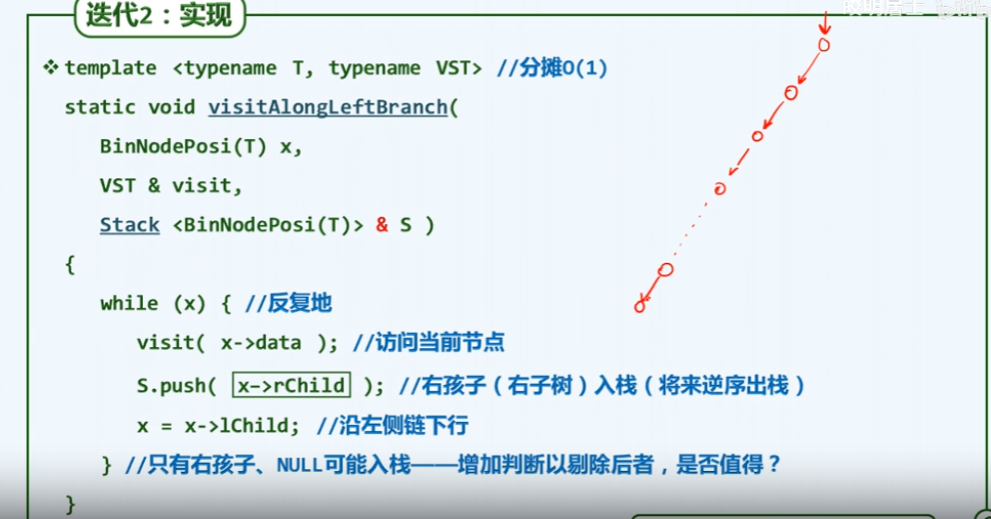 迭代2：实现
❖template <typename T, typename VST> //分摊O(1)
static void visitAlongLeftBranch(
BinNodePosi(T) x,
VST & visit,
Stack <BinNodePosi(T)> & S )
{
while (x) { //反复地
visit( x->data ); //访问当前节点
S.push( x->rChild ); //右孩子（右子树）入栈（将来逆序出栈）
x = x->lChild; //沿左侧链下行
} //只有右孩子、NULL可能入栈——增加判断以剔除后者，是否值得？
}